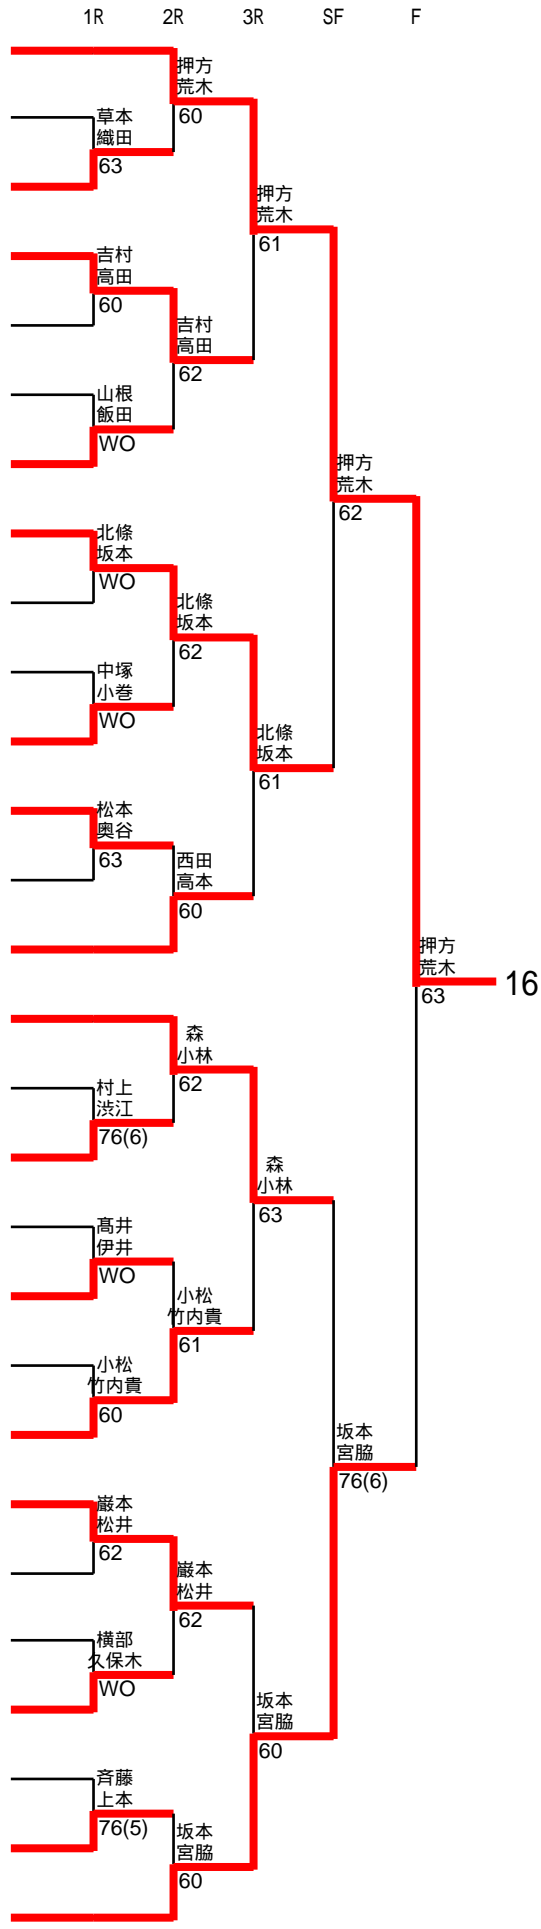 1R 2R 3R SF F
押方
荒木
60
草本
織田
63
押方
荒木
61
吉村
高田
60
吉村
高田
62
山根
飯田
WO
押方
荒木
62
北條
坂本
WO
北條
坂本
62
中塚
小巻
WO
北條
坂本
61
松本
奥谷
63
西田
高本
60
押方
荒木
63
16
森
小林
62
村上
渋江
76(6)
森
小林
63
髙井
伊井
WO
小松
竹内貴
61
小松
竹内貴
60
坂本
宮脇
76(6)
巌本
松井
62
巌本
松井
62
横部
久保木
WO
坂本
宮脇
60
斉藤
上本
76(5)
坂本
宮脇
60